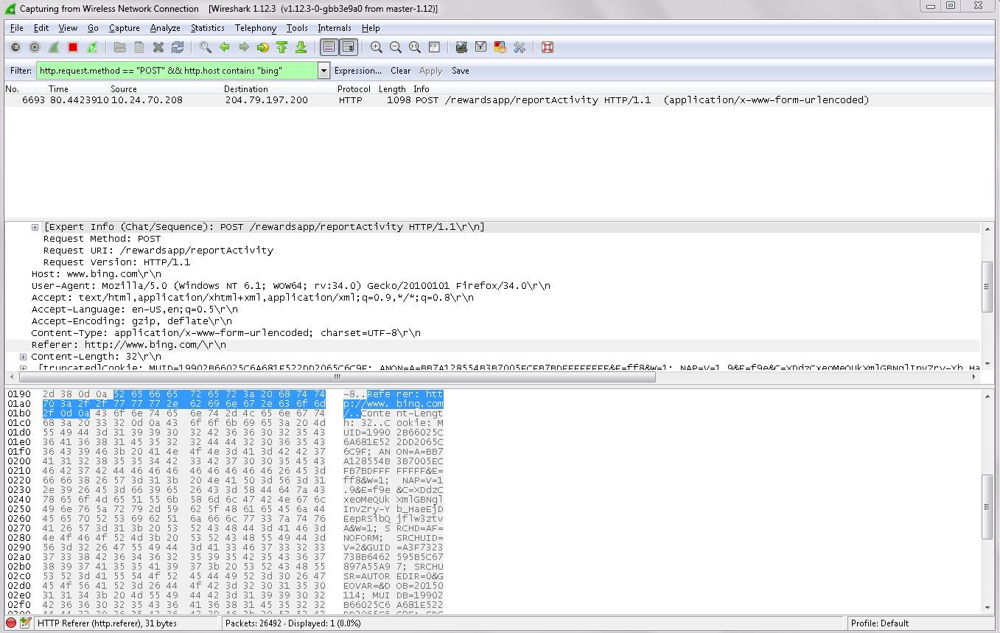 Capturing from Wireless Network Connection [Wireshark 1.12.3 (v1.12.3-0-gbb3e9a0 from master-1.12)]
File Edit View Go Capture Analyze Statistics Telephony Tools Internals Help
Filter: http.request.method == "POST" && http.host contains "bing" Expression... Clear Apply Save
No. Time Source Destination Protocol Length Info
6693 80.4423910 10.24.70.208 204.79.197.200 HTTP 1098 POST /rewardsapp/reportActivity HTTP/1.1 (application/x-www-form-urlencoded)
[Expert Info (Chat/Sequence): POST /rewardsapp/reportActivity HTTP/1.1\r\n]
Request Method: POST
Request URI: /rewardsapp/reportActivity
Request Version: HTTP/1.1
Host: www.bing.com\r\n
User-Agent: Mozilla/5.0 (Windows NT 6.1; WOW64; rv:34.0) Gecko/20100101 Firefox/34.0\r\n
Accept: text/html,application/xhtml+xml,application/xml;q=0.9,*/*;q=0.8\r\n
Accept-Language: en-US,en;q=0.5\r\n
Accept-Encoding: gzip, deflate\r\n
Content-Type: application/x-www-form-urlencoded; charset=UTF-8\r\n
Referer: http://www.bing.com/\r\n
Content-Length: 32\r\n
[truncated]Cookie: MUID=19902B66025C6A681E522DD2065C6C9F; ANON=A=BB7A128554B3B7005ECFB7BDFFFFFFFF&E=ff8&W=1; NAP=V=1.9&E=f9e&C=XDdzCxeoMeQUkXmlGBNglInvZry-Yb_Ha
0190 2d 38 0d 0a 52 65 66 65 72 65 72 3a 20 68 74 74 -8..Refe rer: htt
01a0 70 3a 2f 2f 77 77 77 2e 62 69 6e 67 2e 63 6f 6d p://www. bing.com
01b0 2f 0d 0a 43 6f 6e 74 65 6e 74 2d 4c 65 6e 67 74 /..Conte nt-Lengt
01c0 68 3a 20 33 32 0d 0a 43 6f 6f 6b 69 65 3a 20 4d h: 32..C ookie: M
01d0 55 49 44 3d 31 39 39 30 32 42 36 36 30 32 35 43 UID=1990 2B66025C
01e0 36 41 36 38 31 45 35 32 32 44 44 32 30 36 35 43 6A681E52 2DD2065C
01f0 36 43 39 46 3b 20 41 4e 4f 4e 3d 41 3d 42 42 37 6C9F; AN ON=A=BB7
0200 41 31 32 38 35 35 34 42 33 42 37 30 30 35 45 43 A128554B 3B7005EC
0210 46 42 37 42 44 46 46 46 46 46 46 46 46 26 45 3d FB7BDFFF FFFFF&E=
0220 66 66 38 26 57 3d 31 3b 20 4e 41 50 3d 56 3d 31 ff8&W=1; NAP=V=1
0230 2e 39 26 45 3d 66 39 65 26 43 3d 58 44 64 7a 43 .9&E=f9e &C=XDdzC
0240 78 65 6f 4d 65 51 55 6b 58 6d 6c 47 42 4e 67 6c xeoMeQUk XmlGBNgl
0250 49 6e 76 5a 72 79 2d 59 62 5f 48 61 65 45 6a 44 InvZry-Y b_HaeEjD
0260 45 65 70 52 53 69 62 51 6a 66 6c 77 33 7a 74 76 EepRSibQ jflw3ztv
0270 41 26 57 3d 31 3b 20 53 52 43 48 44 3d 41 46 3d A&W=1; S RCHD=AF=
0280 4e 4f 46 4f 52 4d 3b 20 53 52 43 48 55 49 44 3d NOFORM; SRCHUID=
0290 56 3d 32 26 47 55 49 44 3d 41 33 46 37 33 32 33 V=2&GUID =A3F7323
02a0 37 33 38 42 36 34 36 32 35 39 35 42 35 43 36 37 738B6462 595B5C67
02b0 38 39 37 41 35 35 41 39 37 3b 20 53 52 43 48 55 897A55A9 7; SRCHU
02c0 53 52 3d 41 55 54 4f 52 45 44 49 52 3d 30 26 47 SR=AUTOR EDIR=0&G
02d0 45 4f 56 41 52 3d 26 44 4f 42 3d 32 30 31 35 30 EOVAR=&D OB=20150
02e0 31 31 34 3b 20 4d 55 49 44 42 3d 31 39 39 30 32 114; MUI DB=19902
02f0 42 36 36 30 32 35 43 36 41 36 38 31 45 35 32 32 B66025C6 A681E522
HTTP Referer (http.referer), 31 bytes Packets: 26492 · Displayed: 1 (0.0%) Profile: Default